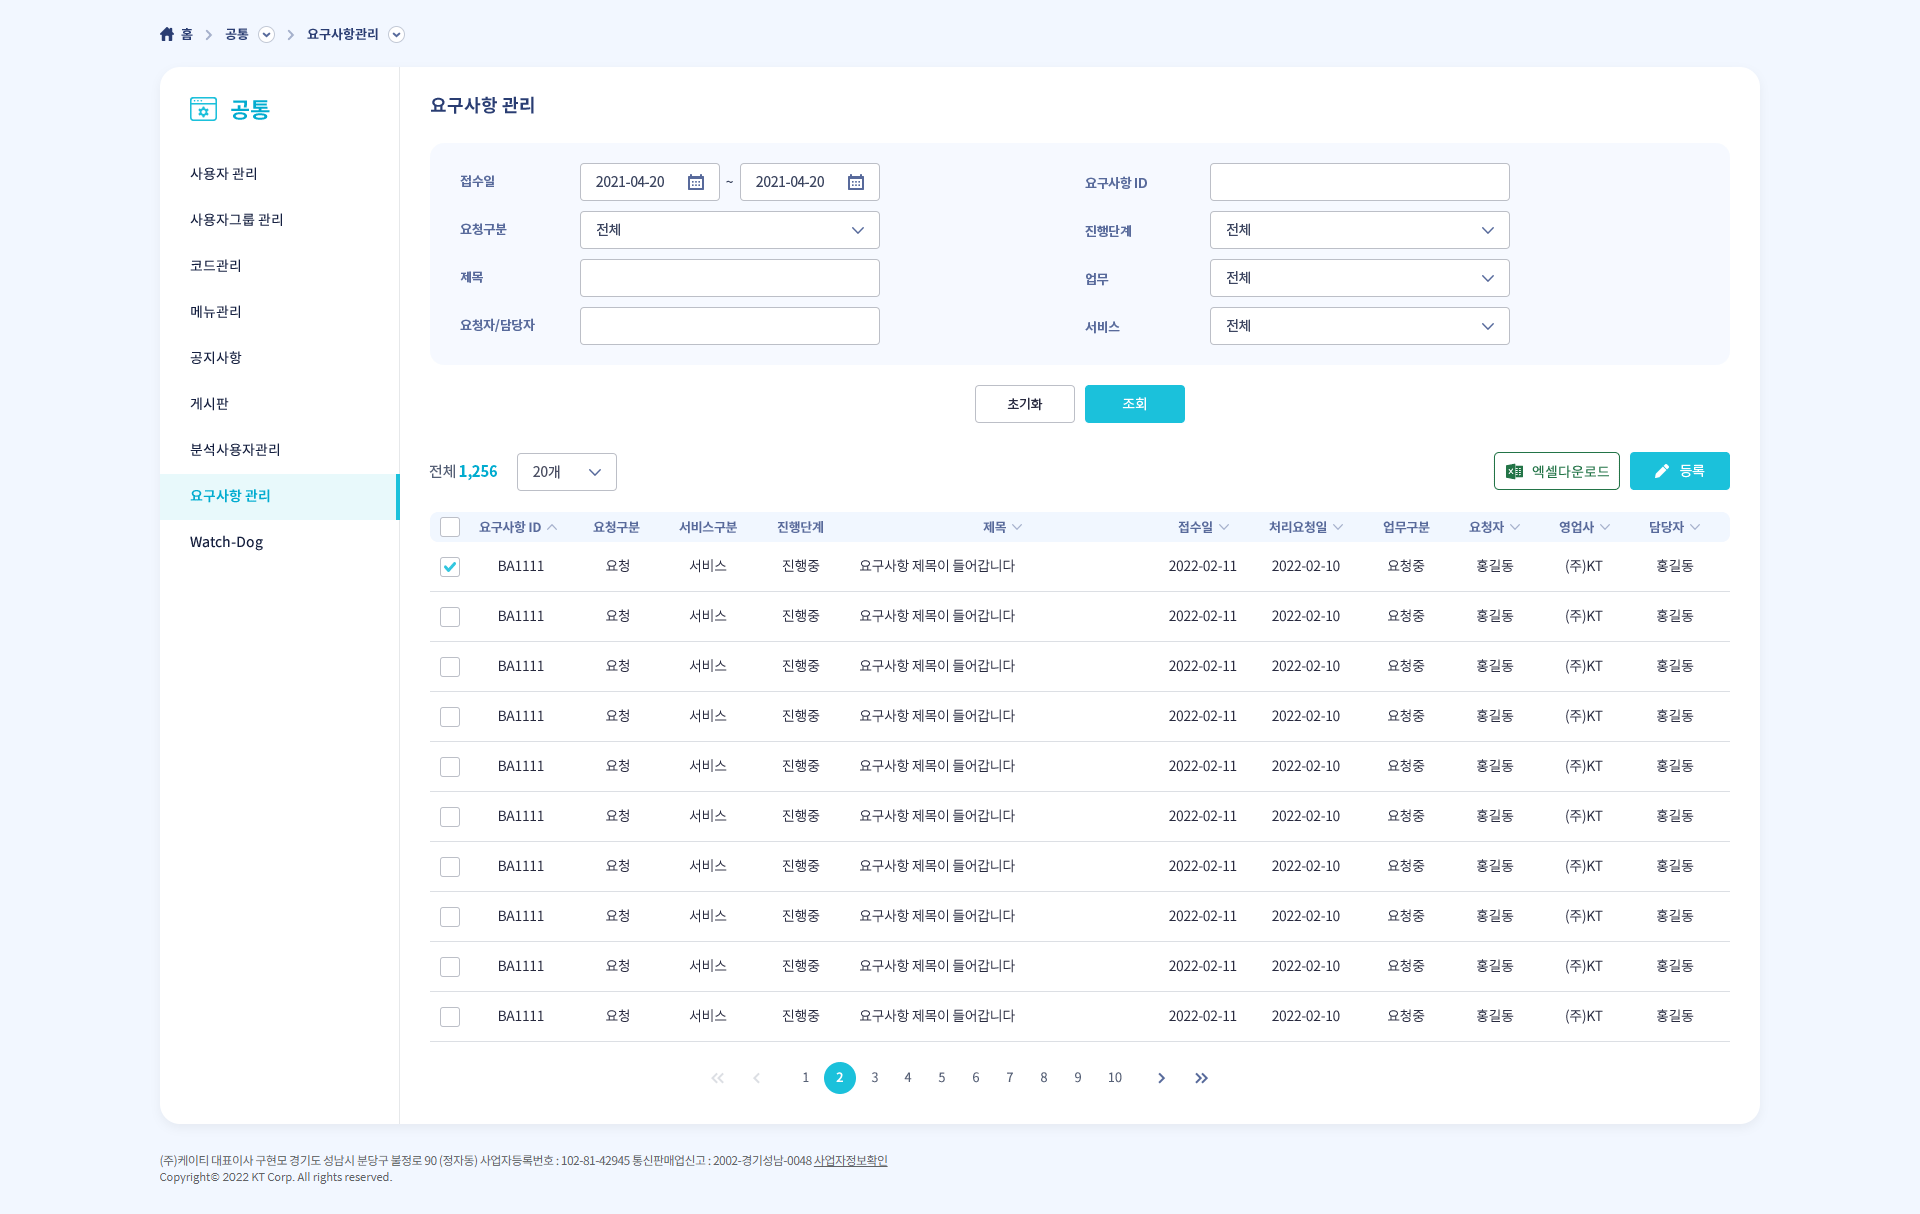 홈 공통 요구사항관리
공통
사용자 관리
사용자그룹 관리
코드관리
메뉴관리
공지사항
게시판
분석사용자관리
요구사항 관리
Watch-Dog
요구사항 관리
접수일 2021-04-20 ~ 2021-04-20 요구사항 ID
요청구분 전체 진행단계 전체
제목 업무 전체
요청자/담당자 서비스 전체
초기화 조회
전체 1,256 20개 엑셀다운로드 등록
요구사항 ID 요청구분 서비스구분 진행단계 제목 접수일 처리요청일 업무구분 요청자 영업사 담당자
BA1111 요청 서비스 진행중 요구사항 제목이 들어갑니다 2022-02-11 2022-02-10 요청중 홍길동 (주)KT 홍길동
BA1111 요청 서비스 진행중 요구사항 제목이 들어갑니다 2022-02-11 2022-02-10 요청중 홍길동 (주)KT 홍길동
BA1111 요청 서비스 진행중 요구사항 제목이 들어갑니다 2022-02-11 2022-02-10 요청중 홍길동 (주)KT 홍길동
BA1111 요청 서비스 진행중 요구사항 제목이 들어갑니다 2022-02-11 2022-02-10 요청중 홍길동 (주)KT 홍길동
BA1111 요청 서비스 진행중 요구사항 제목이 들어갑니다 2022-02-11 2022-02-10 요청중 홍길동 (주)KT 홍길동
BA1111 요청 서비스 진행중 요구사항 제목이 들어갑니다 2022-02-11 2022-02-10 요청중 홍길동 (주)KT 홍길동
BA1111 요청 서비스 진행중 요구사항 제목이 들어갑니다 2022-02-11 2022-02-10 요청중 홍길동 (주)KT 홍길동
BA1111 요청 서비스 진행중 요구사항 제목이 들어갑니다 2022-02-11 2022-02-10 요청중 홍길동 (주)KT 홍길동
BA1111 요청 서비스 진행중 요구사항 제목이 들어갑니다 2022-02-11 2022-02-10 요청중 홍길동 (주)KT 홍길동
BA1111 요청 서비스 진행중 요구사항 제목이 들어갑니다 2022-02-11 2022-02-10 요청중 홍길동 (주)KT 홍길동
1 2 3 4 5 6 7 8 9 10
(주)케이티 대표이사 구현모 경기도 성남시 분당구 불정로 90 (정자동) 사업자등록번호 : 102-81-42945 통신판매업신고 : 2002-경기성남-0048 사업자정보확인
Copyright© 2022 KT Corp. All rights reserved.